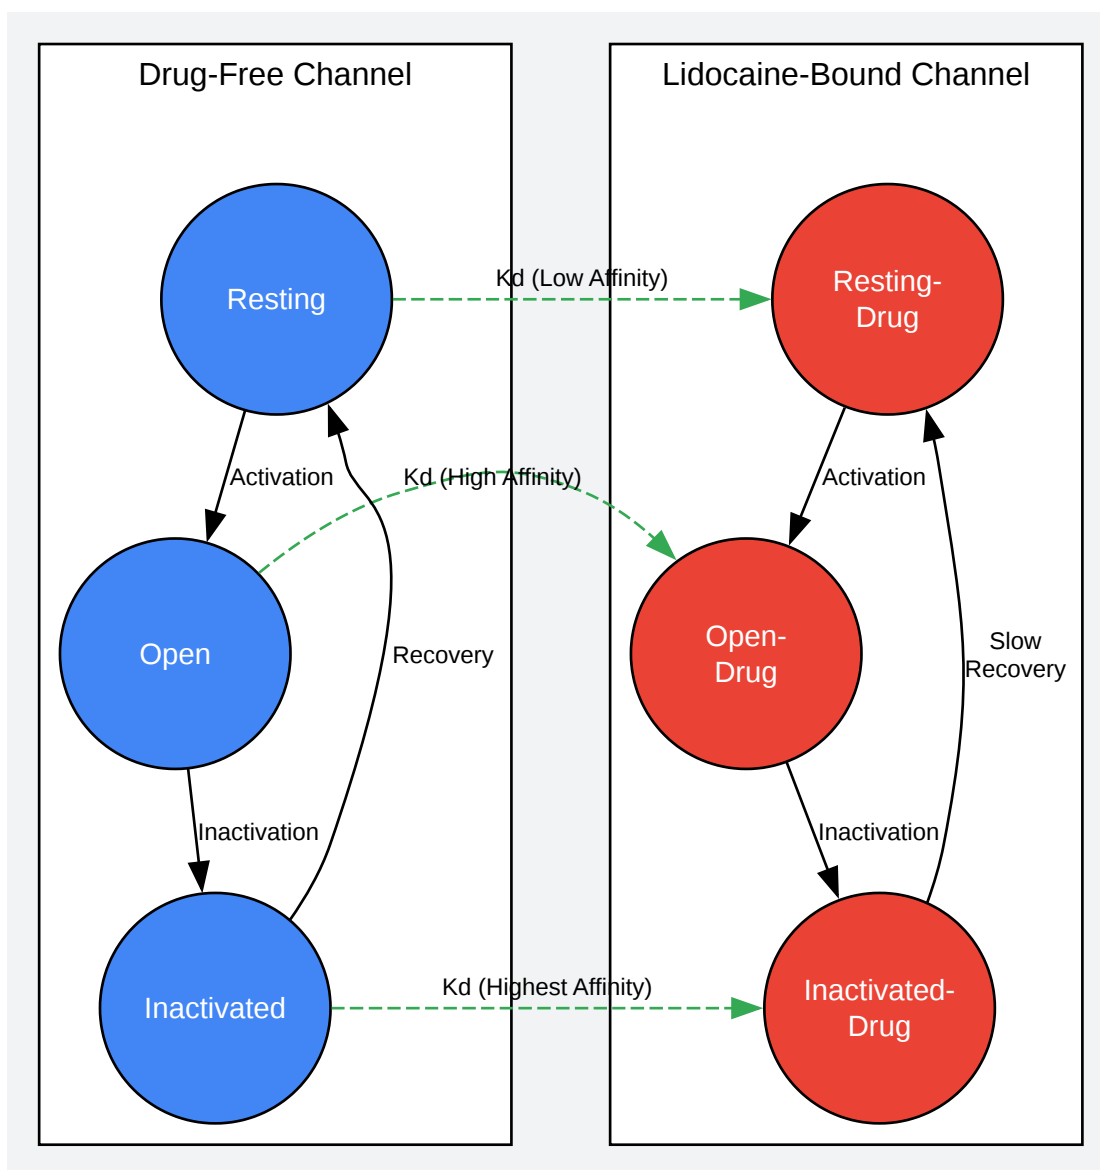 Drug-Free Channel
Lidocaine-Bound Channel
Resting
Kd (Low Affinity)
Resting-
Drug
Activation
Kd (High Affinity)
Activation
Open
Recovery
Open-
Drug
Slow
Recovery
Inactivation
Inactivation
Inactivated
Kd (Highest Affinity)
Inactivated-
Drug